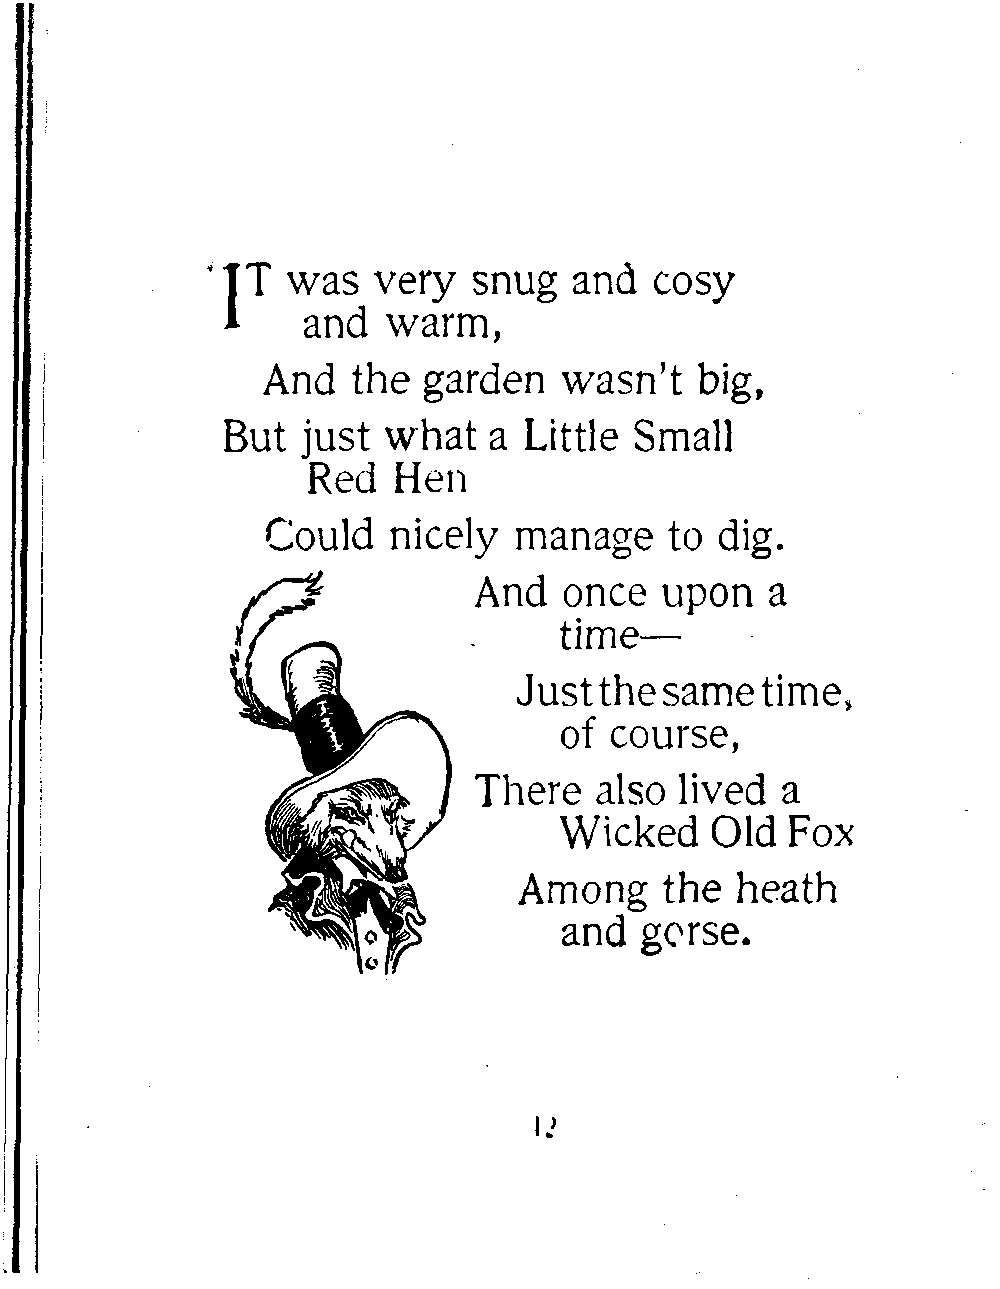 IT was very snug and cosy
and warm,
And the garden wasn't big,
But just what a Little Small
Red Hen
Could nicely manage to dig.
And once upon a
time—
Just the same time,
of course,
There also lived a
Wicked Old Fox
Among the heath
and gorse.
12